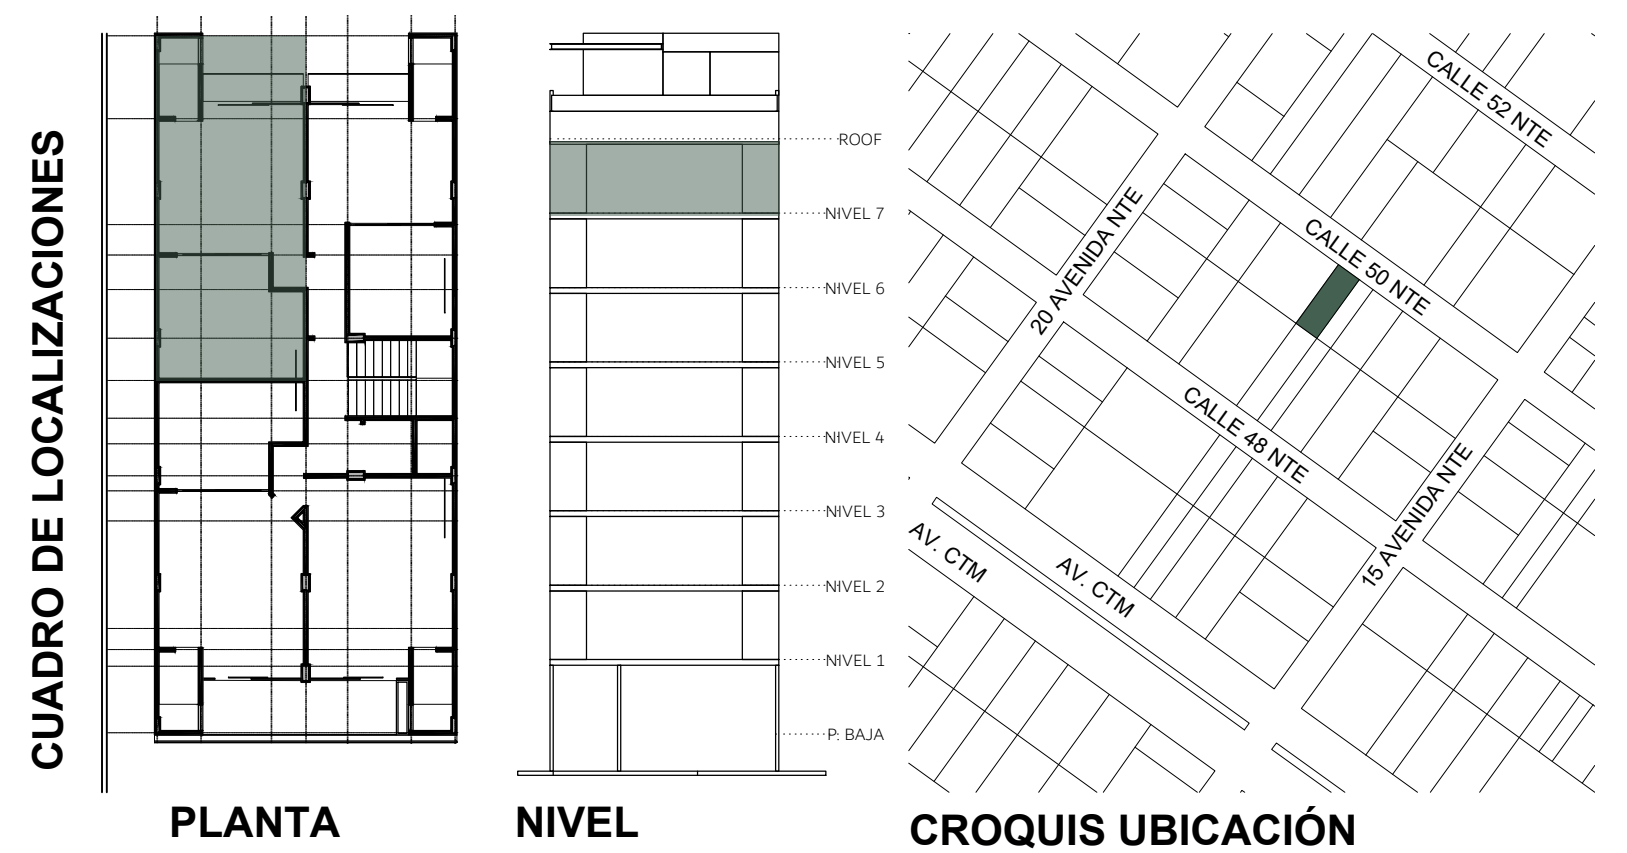 CUADRO DE LOCALIZACIONES
PLANTA
ROOF
NIVEL 7
NIVEL 6
NIVEL 5
NIVEL 4
NIVEL 3
NIVEL 2
NIVEL 1
P. BAJA
NIVEL
CALLE 52 NTE
20 AVENIDA NTE
CALLE 50 NTE
CALLE 48 NTE
15 AVENIDA NTE
AV. CTM
AV. CTM
CROQUIS UBICACIÓN